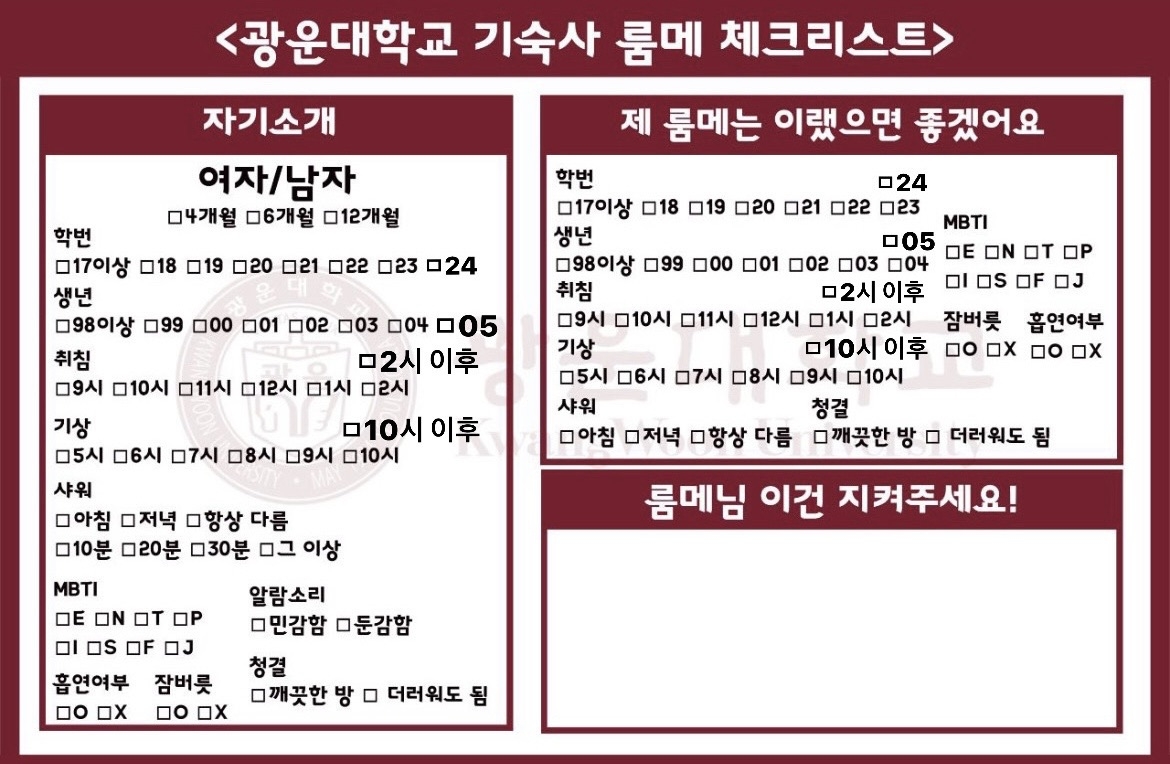 <광운대학교 기숙사 룸메 체크리스트>
자기소개
여자/남자
□4개월 □6개월 □12개월
학번
□17이상 □18 □19 □20 □21 □22 □23 □24
생년
□98이상 □99 □00 □01 □02 □03 □04 □05
취침
□2시 이후
□9시 □10시 □11시 □12시 □1시 □2시
기상
□10시 이후
□5시 □6시 □7시 □8시 □9시 □10시
샤워
□아침 □저녁 □항상 다름
□10분 □20분 □30분 □그 이상
MBTI
□E □N □T □P
□I □S □F □J
알람소리
□민감함 □둔감함
흡연여부
□O □X
잠버릇
□O □X
청결
□깨끗한 방 □ 더러워도 됨
제 룸메는 이랬으면 좋겠어요
학번
□24
□17이상 □18 □19 □20 □21 □22 □23
생년
□05
□98이상 □99 □00 □01 □02 □03 □04
취침
□2시 이후
□9시 □10시 □11시 □12시 □1시 □2시
기상
□10시 이후
□5시 □6시 □7시 □8시 □9시 □10시
샤워
□아침 □저녁 □항상 다름
청결
□깨끗한 방 □ 더러워도 됨
MBTI
□E □N □T □P
□I □S □F □J
잠버릇
□O □X
흡연여부
□O □X
룸메님 이건 지켜주세요!
광운대학교
KwangWoon University